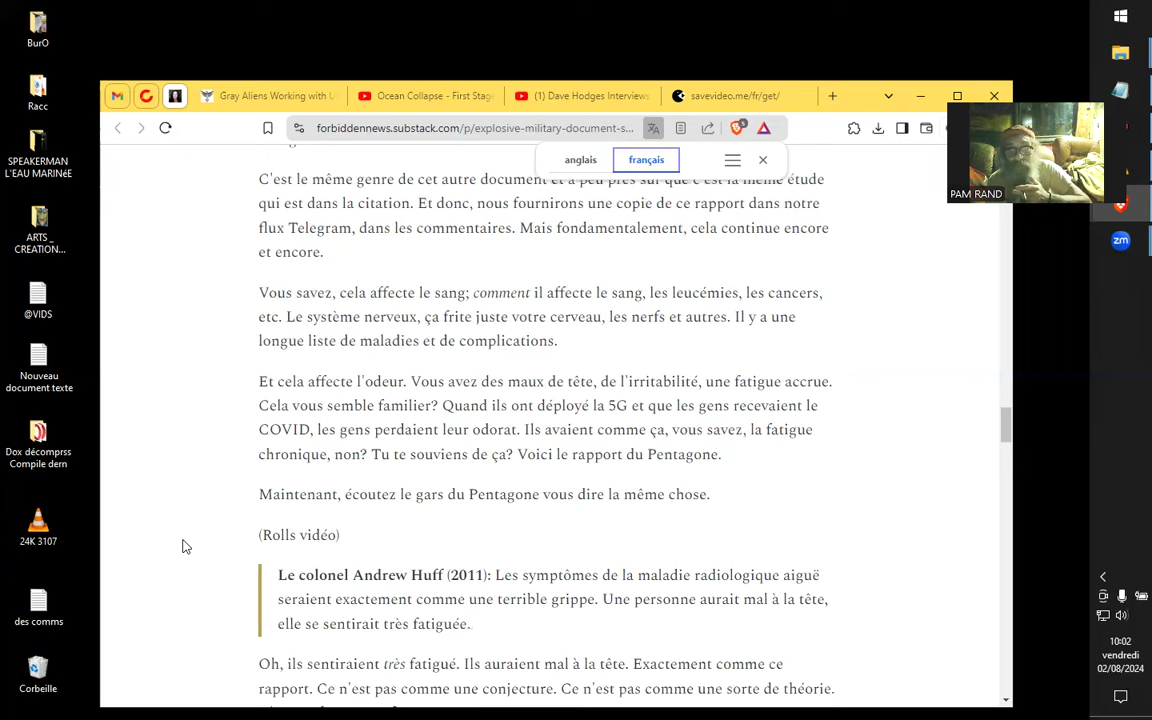 BurO
Racc
SPEAKERMAN
L'EAU MARINéE
ARTS _
CREATION...
@VIDS
Nouveau
document texte
Dox décomprss
Compile dern
24K 3107
des comms
Corbeille
Gray Aliens Working with U
Ocean Collapse - First Stag
(1) Dave Hodges Interviews
savevideo.me/fr/get/
forbiddennews.substack.com/p/explosive-military-document-s...
5
anglais
français
C'est le même genre de cet autre document et à peu près sûr que c'est la même étude
qui est dans la citation. Et donc, nous fournirons une copie de ce rapport dans notre
flux Telegram, dans les commentaires. Mais fondamentalement, cela continue encore
et encore.
Vous savez, cela affecte le sang; comment il affecte le sang, les leucémies, les cancers,
etc. Le système nerveux, ça frite juste votre cerveau, les nerfs et autres. Il y a une
longue liste de maladies et de complications.
Et cela affecte l'odeur. Vous avez des maux de tête, de l'irritabilité, une fatigue accrue.
Cela vous semble familier? Quand ils ont déployé la 5G et que les gens recevaient le
COVID, les gens perdaient leur odorat. Ils avaient comme ça, vous savez, la fatigue
chronique, non? Tu te souviens de ça? Voici le rapport du Pentagone.
Maintenant, écoutez le gars du Pentagone vous dire la même chose.
(Rolls vidéo)
Le colonel Andrew Huff (2011): Les symptômes de la maladie radiologique aiguë
seraient exactement comme une terrible grippe. Une personne aurait mal à la tête,
elle se sentirait très fatiguée.
Oh, ils sentiraient très fatigué. Ils auraient mal à la tête. Exactement comme ce
rapport. Ce n'est pas comme une conjecture. Ce n'est pas comme une sorte de théorie.
PAM RAND
zm
10:02
vendredi
02/08/2024